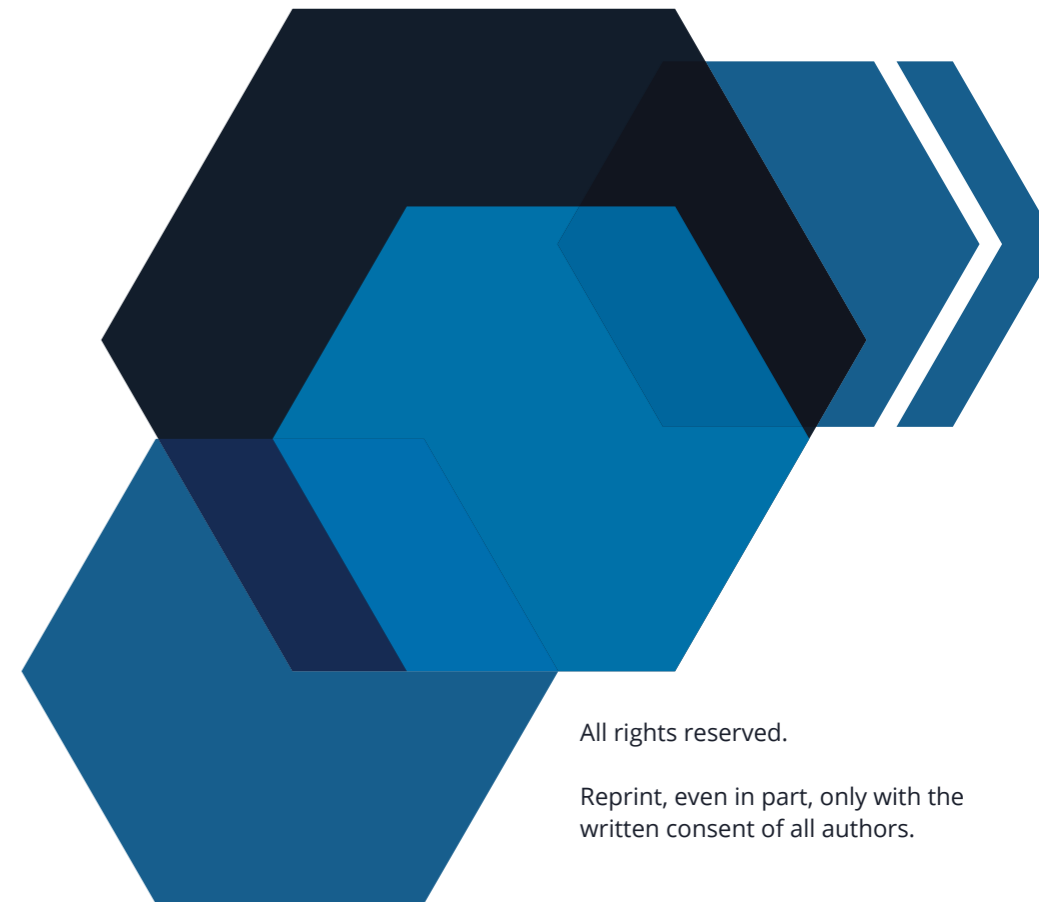 All rights reserved.
Reprint, even in part, only with the
written consent of all authors.